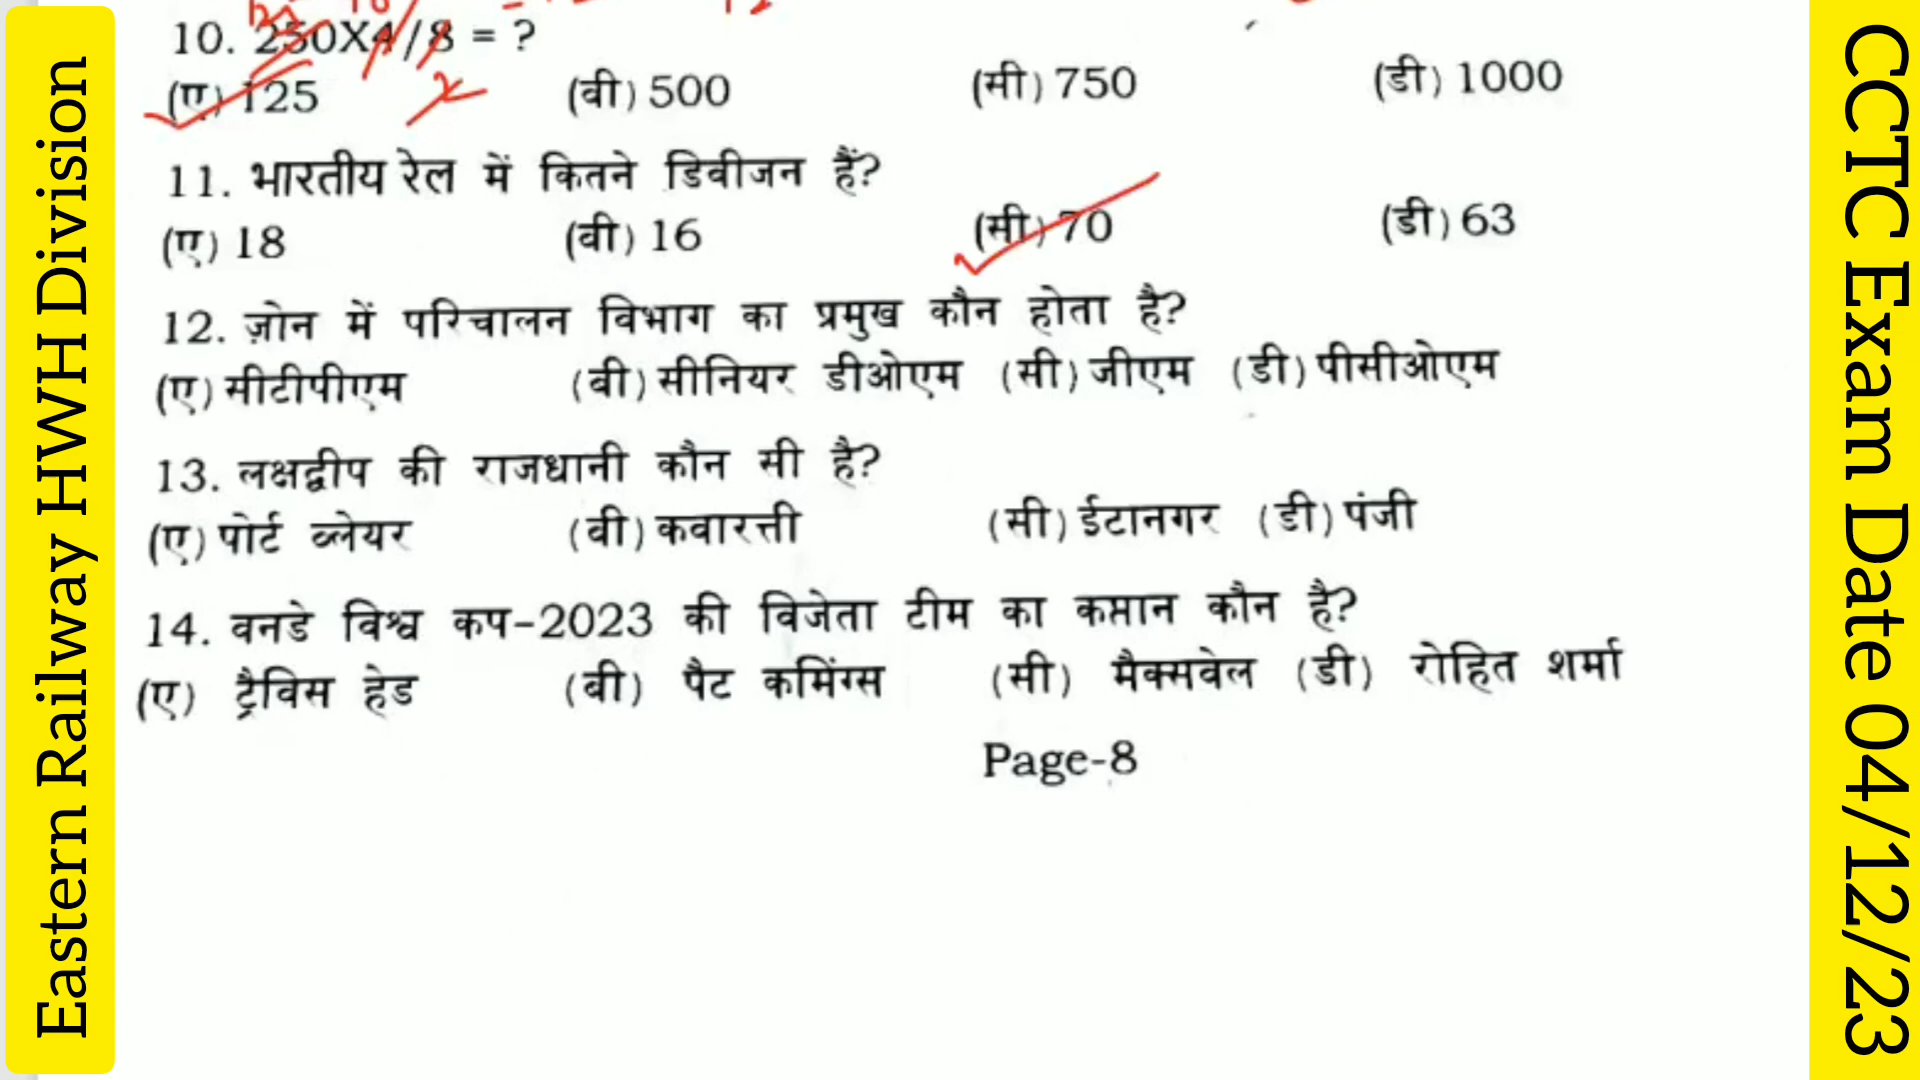 Eastern Railway HWH Division
10. 250X4/8 = ?
(ए) 125 (बी) 500 (सी) 750 (डी) 1000
11. भारतीय रेल में कितने डिवीजन हैं?
(ए) 18 (बी) 16 (सी) 70 (डी) 63
12. ज़ोन में परिचालन विभाग का प्रमुख कौन होता है?
(ए) सीटीपीएम (बी) सीनियर डीओएम (सी) जीएम (डी) पीसीओएम
13. लक्षद्वीप की राजधानी कौन सी है?
(ए) पोर्ट ब्लेयर (बी) कवारत्ती (सी) ईटानगर (डी) पंजी
14. वनडे विश्व कप-2023 की विजेता टीम का कप्तान कौन है?
(ए) ट्रैविस हेड (बी) पैट कमिंग्स (सी) मैक्सवेल (डी) रोहित शर्मा
Page-8
CCTC Exam Date 04/12/23